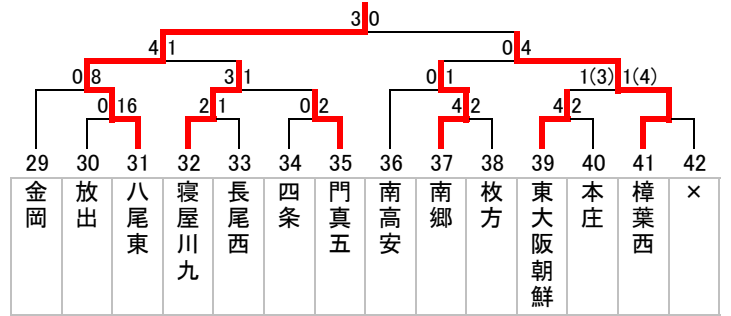 3 0
4 1 0 4
0 8 3 1 0 1 1(3) 1(4)
0 16 2 1 0 2 4 2 4 2
29 30 31 32 33 34 35 36 37 38 39 40 41 42
金岡
放出
八尾東
寝屋川九
長尾西
四条
門真五
南高安
南郷
枚方
東大阪朝鮮
本庄
樟葉西
×